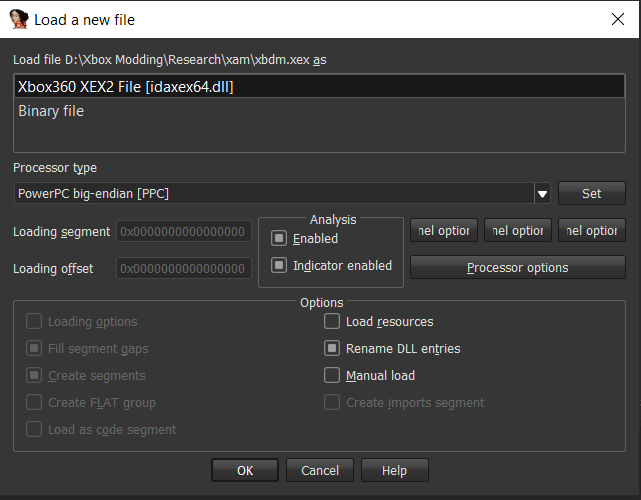 Load a new file
Load file D:\Xbox Modding\Research\xam\xbdm.xex as
Xbox360 XEX2 File [idaxex64.dll]
Binary file
Processor type
PowerPC big-endian [PPC]
Set
Analysis
Loading segment 0x0000000000000000
Enabled
nel option nel option nel option
Loading offset 0x0000000000000000
Indicator enabled
Processor options
Options
Loading options Load resources
Fill segment gaps Rename DLL entries
Create segments Manual load
Create FLAT group Create imports segment
Load as code segment
OK Cancel Help